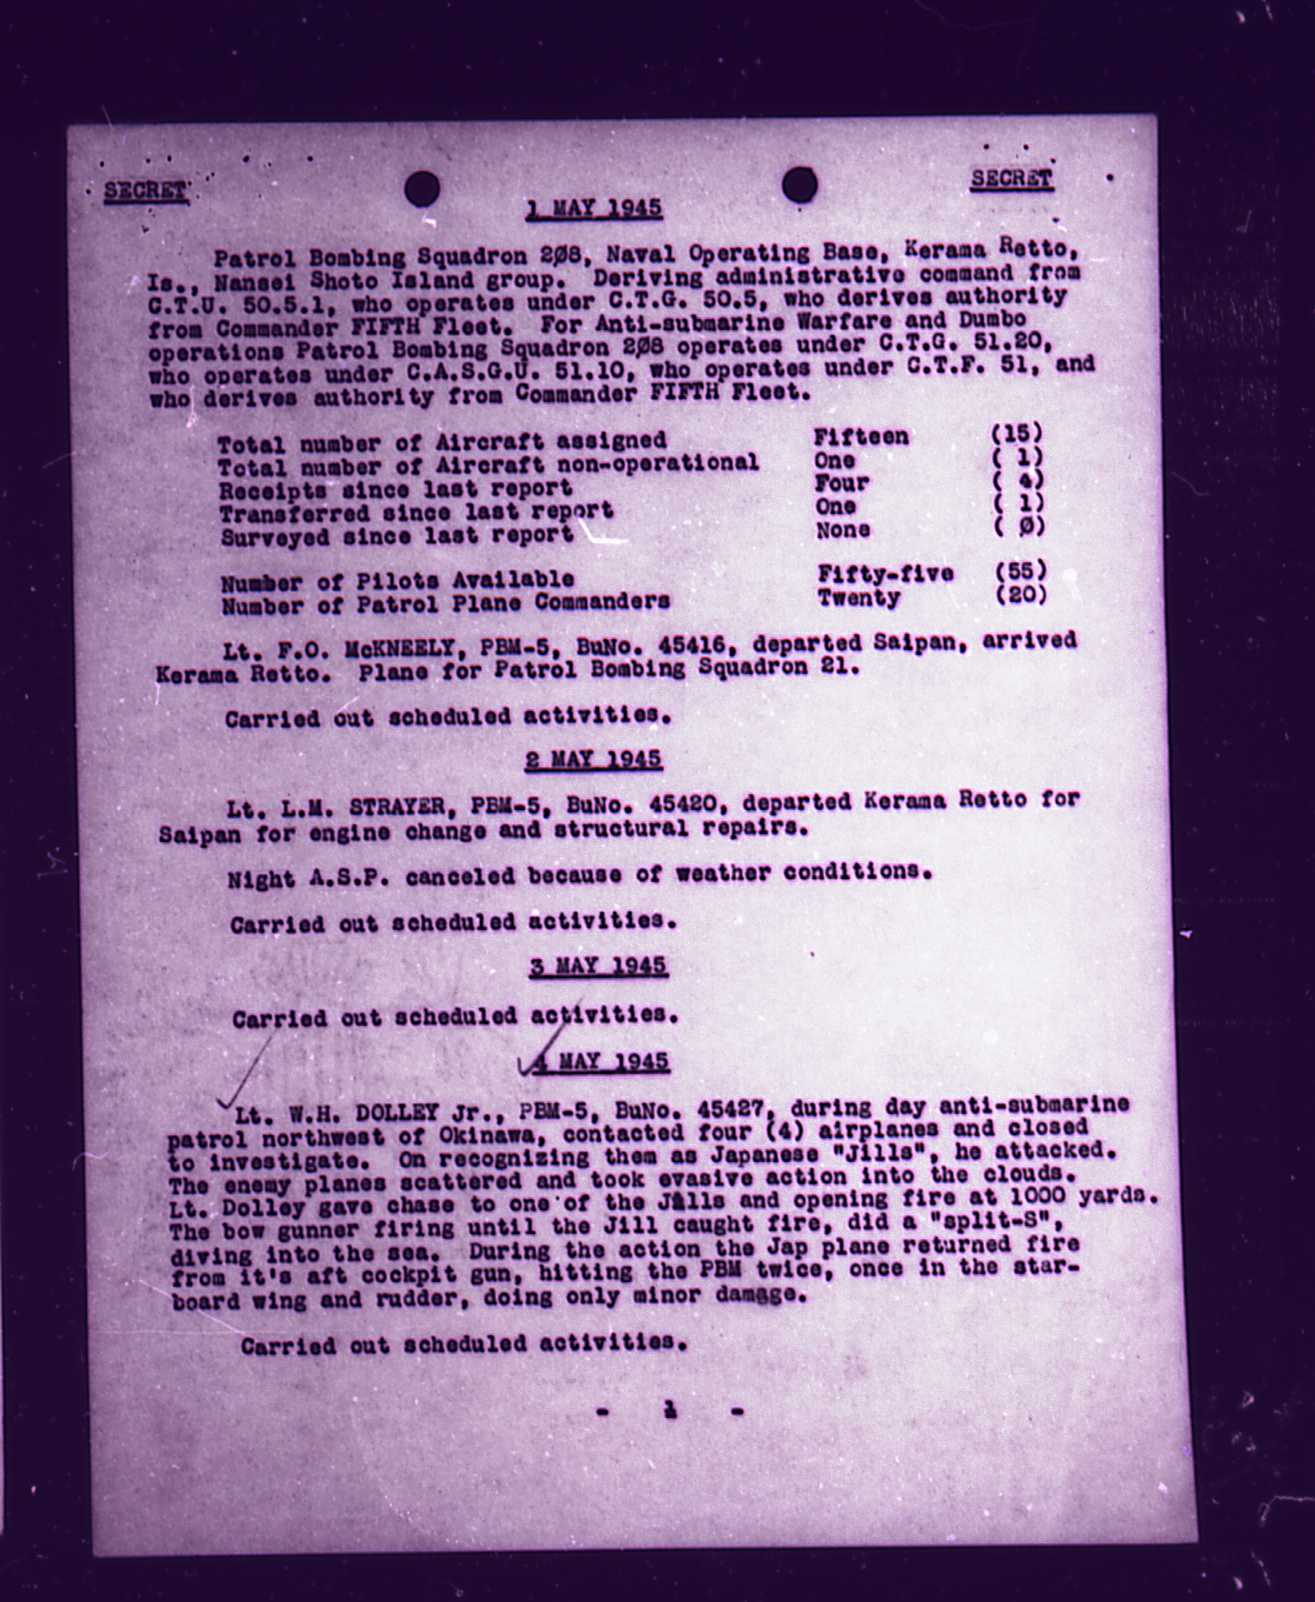 SECRET SECRET
1 MAY 1945
Patrol Bombing Squadron 2Ø8, Naval Operating Base, Kerama Retto,
Is., Nansei Shoto Island group. Deriving administrative command from
C.T.U. 50.5.1, who operates under C.T.G. 50.5, who derives authority
from Commander FIFTH Fleet. For Anti-submarine Warfare and Dumbo
operations Patrol Bombing Squadron 2Ø8 operates under C.T.G. 51.20,
who operates under C.A.S.G.U. 51.10, who operates under C.T.F. 51, and
who derives authority from Commander FIFTH Fleet.
Total number of Aircraft assigned Fifteen (15)
Total number of Aircraft non-operational One ( 1)
Receipts since last report Four ( 4)
Transferred since last report One ( 1)
Surveyed since last report None ( Ø)
Number of Pilots Available Fifty-five (55)
Number of Patrol Plane Commanders Twenty (20)
Lt. F.O. McKNEELY, PBM-5, BuNo. 45416, departed Saipan, arrived
Kerama Retto. Plane for Patrol Bombing Squadron 21.
Carried out scheduled activities.
2 MAY 1945
Lt. L.M. STRAYER, PBM-5, BuNo. 45420, departed Kerama Retto for
Saipan for engine change and structural repairs.
Night A.S.P. canceled because of weather conditions.
Carried out scheduled activities.
3 MAY 1945
Carried out scheduled activities.
4 MAY 1945
Lt. W.H. DOLLEY Jr., PBM-5, BuNo. 45427, during day anti-submarine
patrol northwest of Okinawa, contacted four (4) airplanes and closed
to investigate. On recognizing them as Japanese "Jills", he attacked.
The enemy planes scattered and took evasive action into the clouds.
Lt. Dolley gave chase to one of the Jills and opening fire at 1000 yards.
The bow gunner firing until the Jill caught fire, did a "split-S",
diving into the sea. During the action the Jap plane returned fire
from it's aft cockpit gun, hitting the PBM twice, once in the star-
board wing and rudder, doing only minor damage.
Carried out scheduled activities.
- 1 -